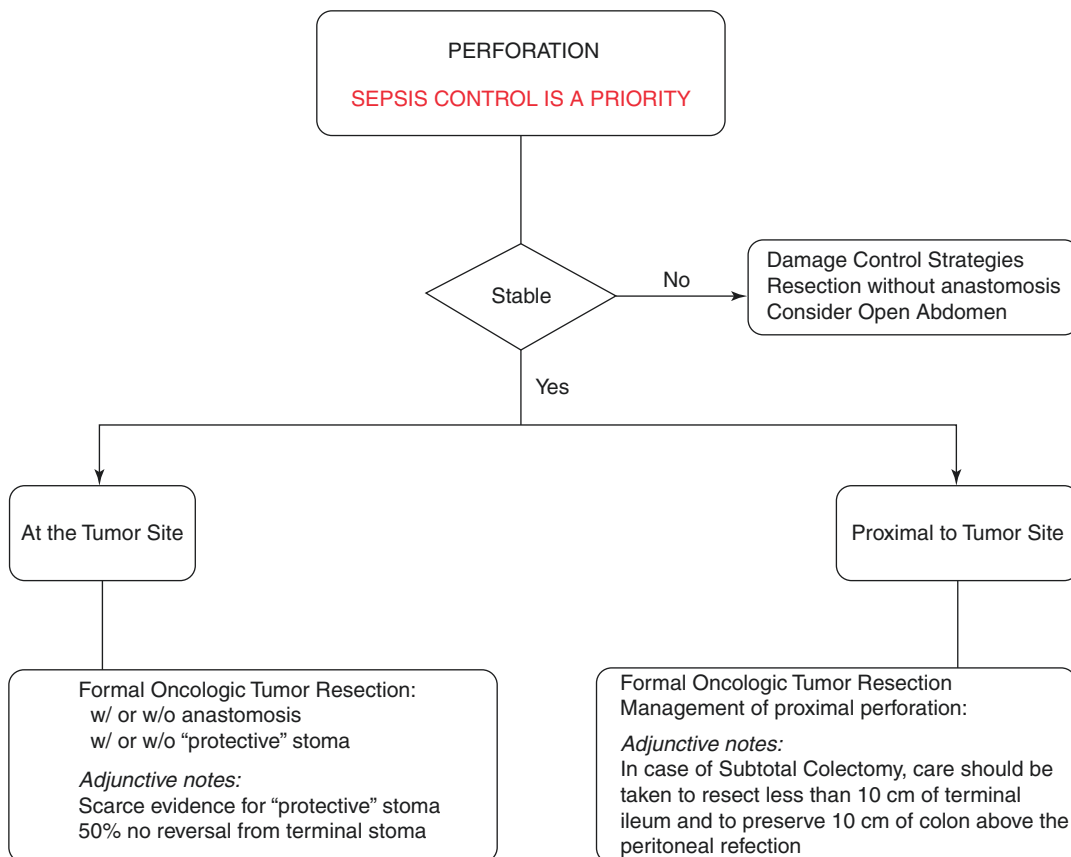 PERFORATION
SEPSIS CONTROL IS A PRIORITY
Stable
No
Damage Control Strategies
Resection without anastomosis
Consider Open Abdomen
Yes
At the Tumor Site
Proximal to Tumor Site
Formal Oncologic Tumor Resection:
w/ or w/o anastomosis
w/ or w/o “protective” stoma
Adjunctive notes:
Scarce evidence for “protective” stoma
50% no reversal from terminal stoma
Formal Oncologic Tumor Resection
Management of proximal perforation:
Adjunctive notes:
In case of Subtotal Colectomy, care should be
taken to resect less than 10 cm of terminal
ileum and to preserve 10 cm of colon above the
peritoneal refection